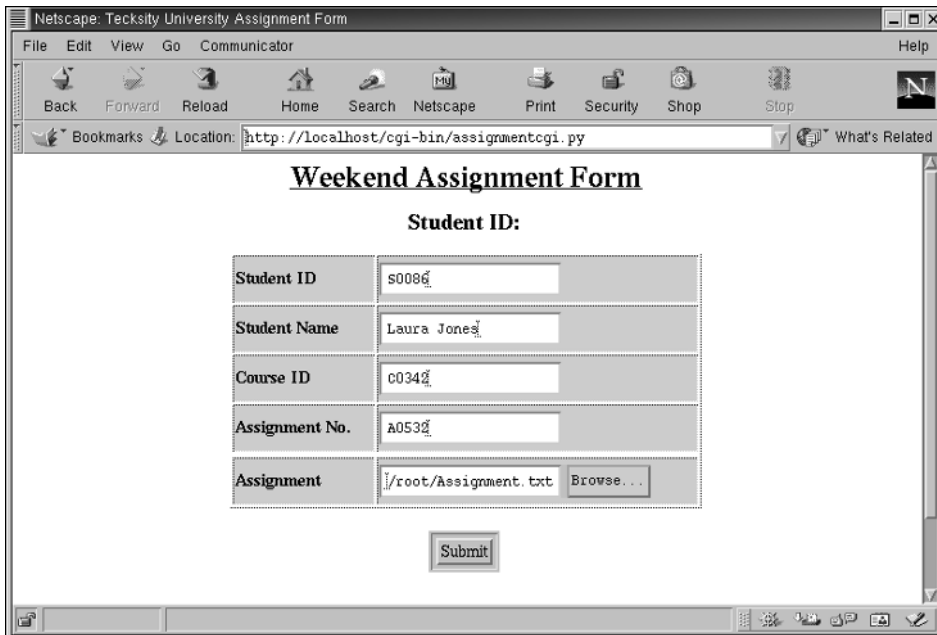 Netscape: Tecksity University Assignment Form
File Edit View Go Communicator Help
My N
Back Forward Reload Home Search Netscape Print Security Shop Stop
Bookmarks Location: http://localhost/cgi-bin/assignmentcgi.py What's Related
Weekend Assignment Form
Student ID:
Student ID S0086
Student Name Laura Jones
Course ID C0342
Assignment No. A0532
Assignment /root/Assignment.txt Browse...
Submit